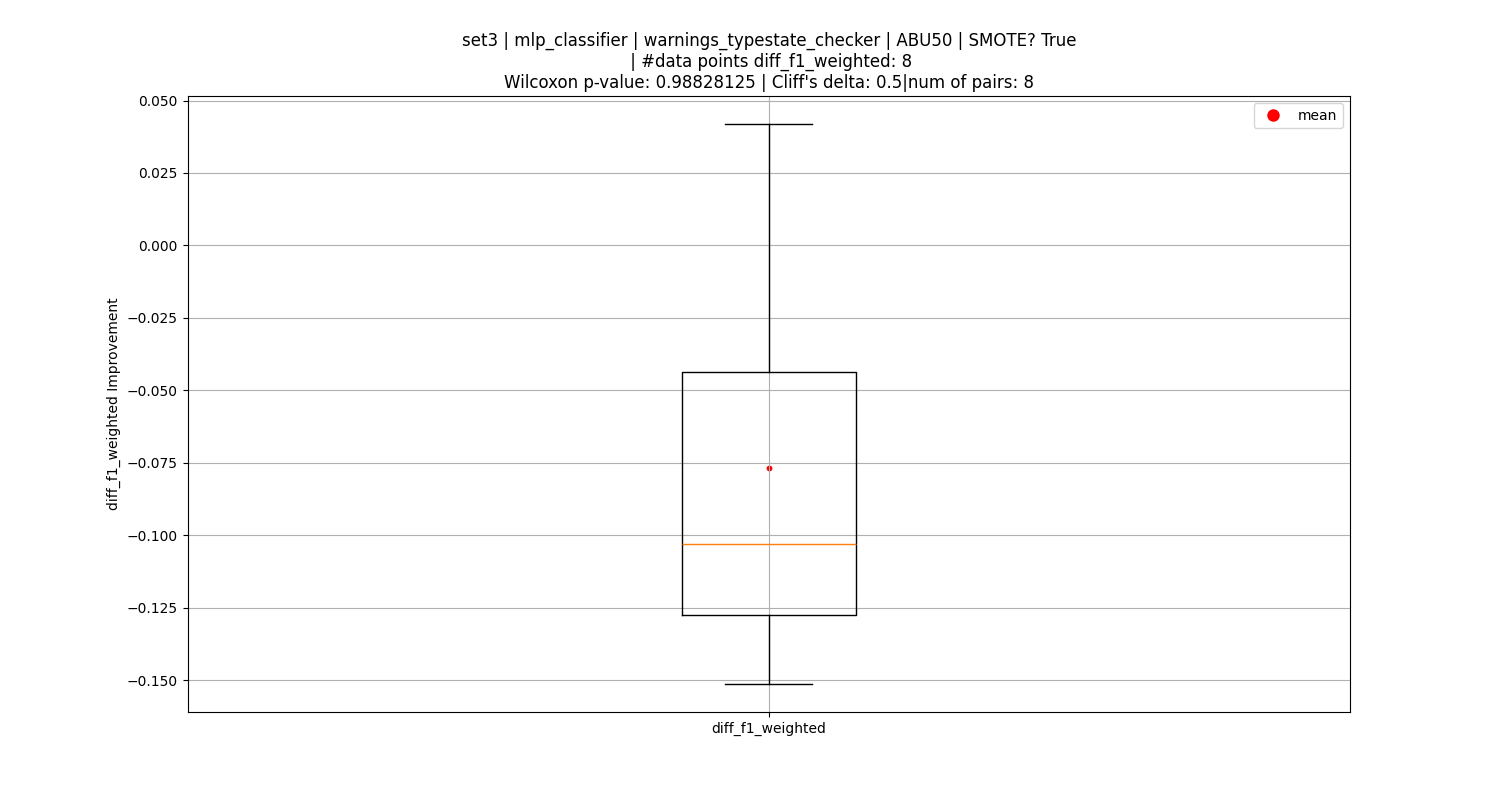 set3 | mlp_classifier | warnings_typestate_checker | ABU50 | SMOTE? True
| #data points diff_f1_weighted: 8
Wilcoxon p-value: 0.98828125 | Cliff's delta: 0.5|num of pairs: 8
mean
0.050
0.025
0.000
−0.025
−0.050
−0.075
−0.100
−0.125
−0.150
diff_f1_weighted Improvement
diff_f1_weighted